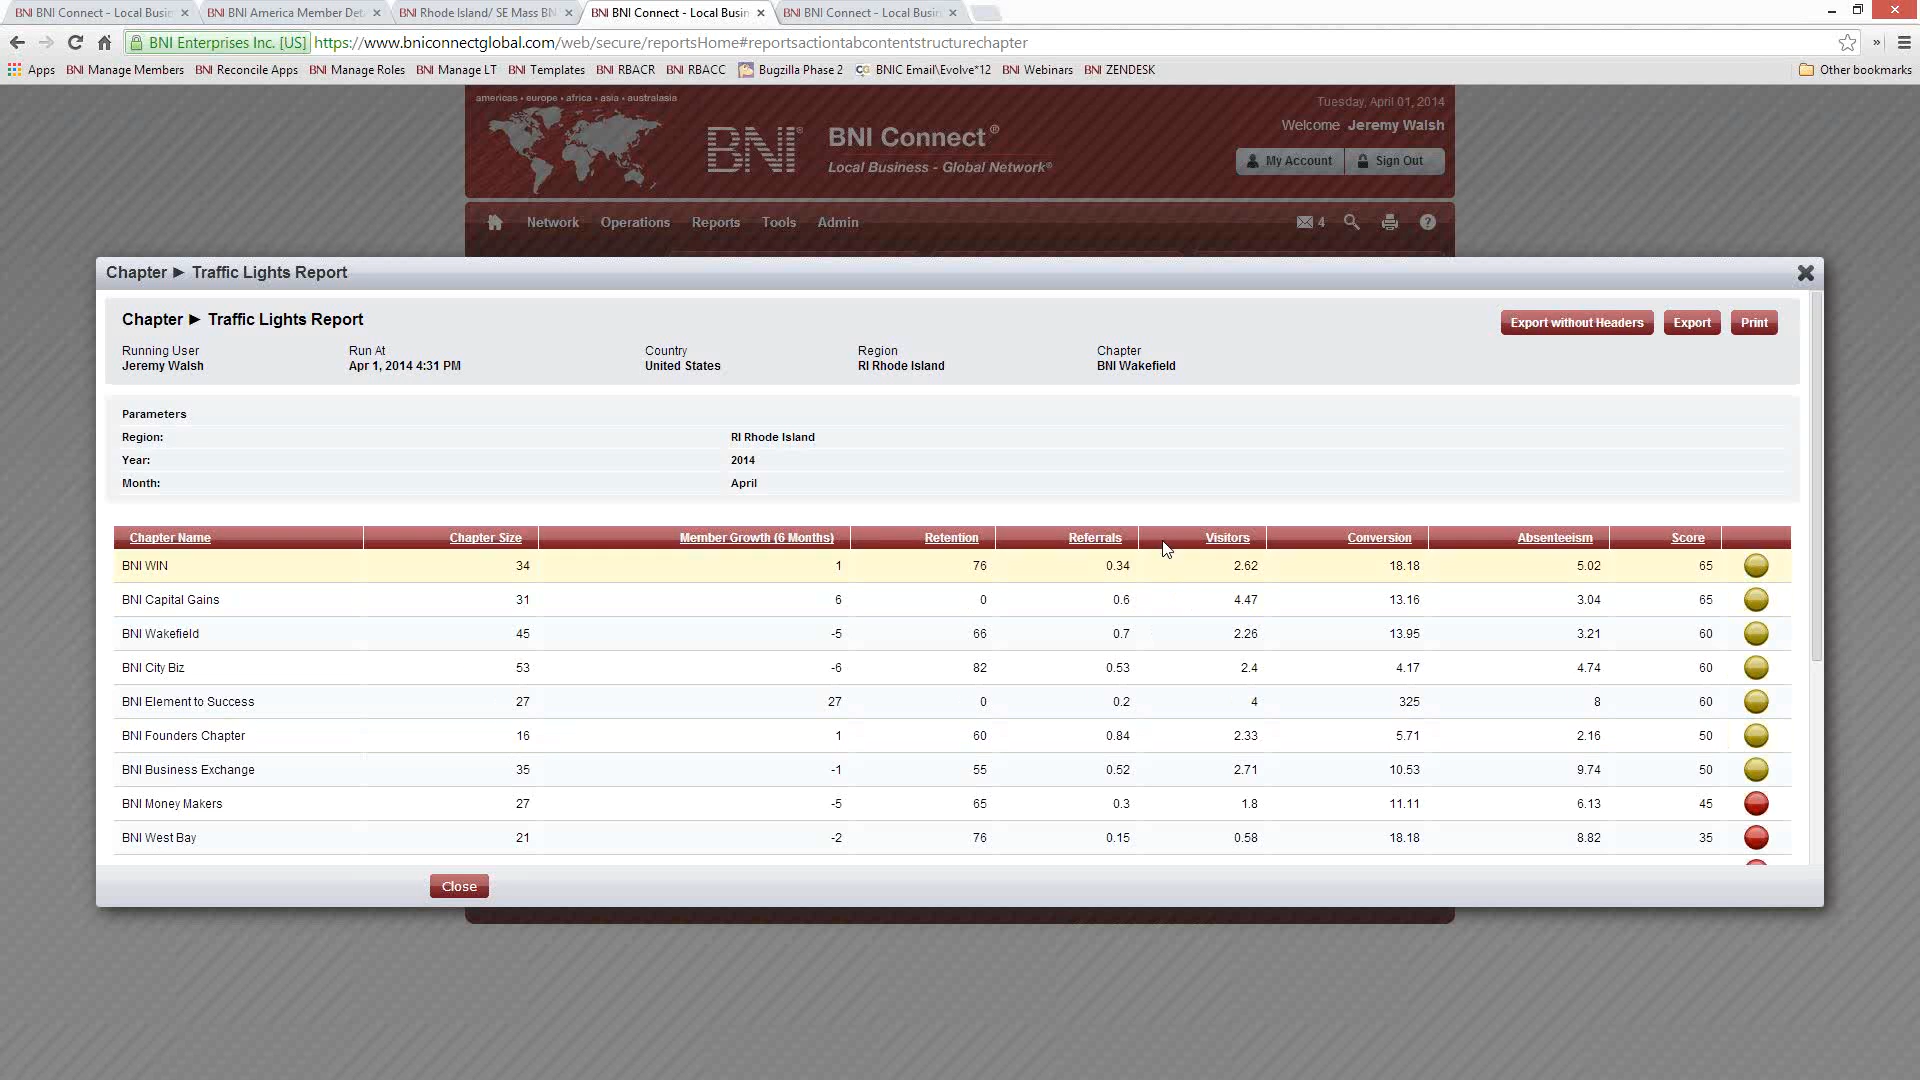 BNI BNI Connect - Local Busin
BNI BNI America Member Det
BNI Rhode Island/ SE Mass BN
BNI BNI Connect - Local Busin
BNI BNI Connect - Local Busin
BNI Enterprises Inc. [US] https://www.bniconnectglobal.com/web/secure/reportsHome#reportsactiontabcontentstructurechapter
Apps BNI BNI Manage Members BNI Reconcile Apps BNI Manage Roles BNI Manage LT BNI Templates BNI RBACR BNI RBACC Bugzilla Phase 2 BNIC Email\Evolve*12 BNI Webinars BNI ZENDESK Other bookmarks
americas • europe • africa • asia • australasia
Tuesday, April 01, 2014
Welcome Jeremy Walsh
BNI® BNI Connect®
Local Business - Global Network®
My Account Sign Out
Network Operations Reports Tools Admin 4 ?
Chapter ► Traffic Lights Report
Chapter ► Traffic Lights Report
Export without Headers Export Print
Running User Run At Country Region Chapter
Jeremy Walsh Apr 1, 2014 4:31 PM United States RI Rhode Island BNI Wakefield
Parameters
Region: RI Rhode Island
Year: 2014
Month: April
Chapter Name Chapter Size Member Growth (6 Months) Retention Referrals Visitors Conversion Absenteeism Score
BNI WIN 34 1 76 0.34 2.62 18.18 5.02 65
BNI Capital Gains 31 6 0 0.6 4.47 13.16 3.04 65
BNI Wakefield 45 -5 66 0.7 2.26 13.95 3.21 60
BNI City Biz 53 -6 82 0.53 2.4 4.17 4.74 60
BNI Element to Success 27 27 0 0.2 4 325 8 60
BNI Founders Chapter 16 1 60 0.84 2.33 5.71 2.16 50
BNI Business Exchange 35 -1 55 0.52 2.71 10.53 9.74 50
BNI Money Makers 27 -5 65 0.3 1.8 11.11 6.13 45
BNI West Bay 21 -2 76 0.15 0.58 18.18 8.82 35
Close